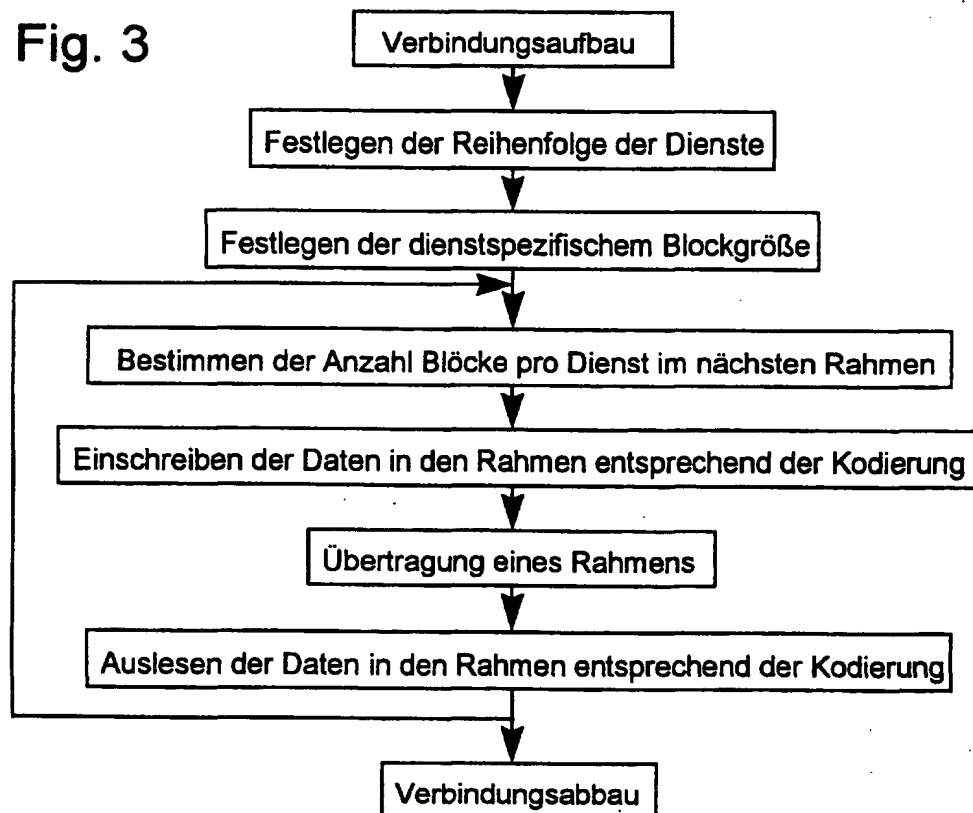 Fig. 3
Verbindungsaufbau
Festlegen der Reihenfolge der Dienste
Festlegen der dienstspezifischem Blockgröße
Bestimmen der Anzahl Blöcke pro Dienst im nächsten Rahmen
Einschreiben der Daten in den Rahmen entsprechend der Kodierung
Übertragung eines Rahmens
Auslesen der Daten in den Rahmen entsprechend der Kodierung
Verbindungsabbau